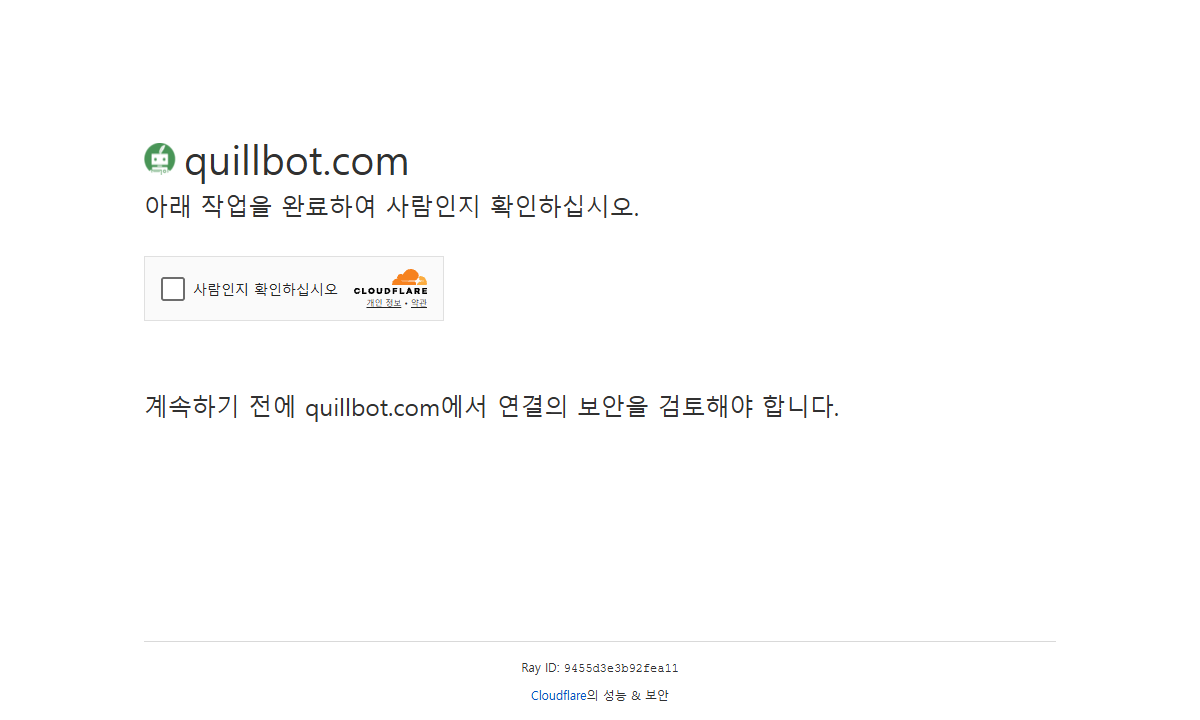 quillbot.com
아래 작업을 완료하여 사람인지 확인하십시오.
사람인지 확인하십시오
CLOUDFLARE
개인 정보 • 약관
계속하기 전에 quillbot.com에서 연결의 보안을 검토해야 합니다.
Ray ID: 9455d3e3b92fea11
Cloudflare의 성능 & 보안